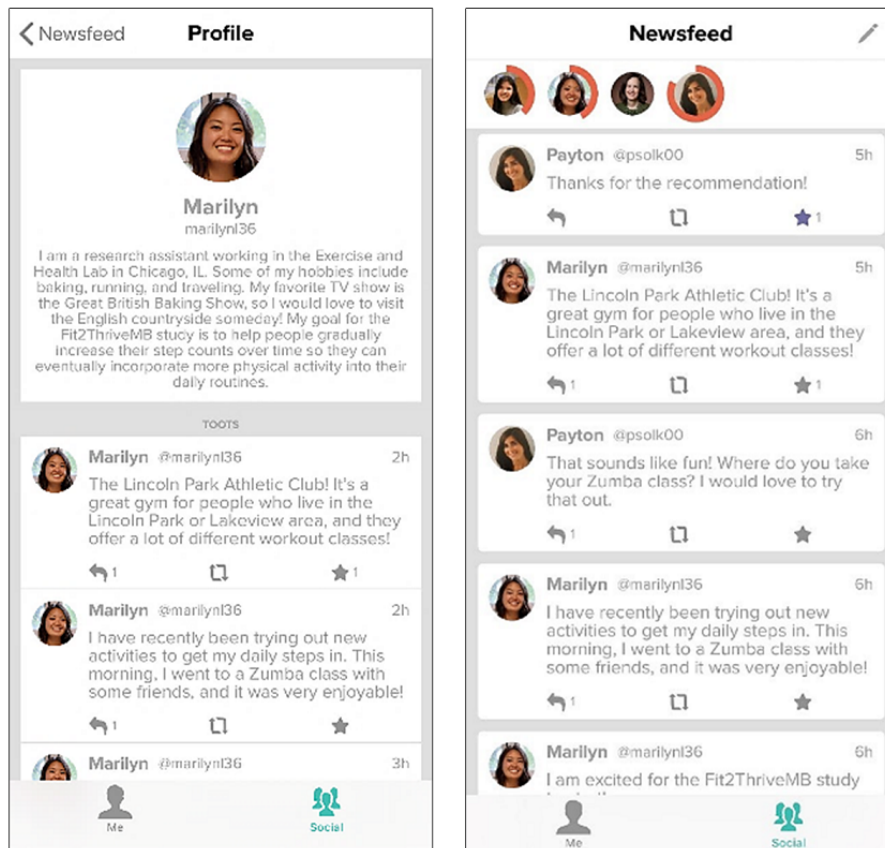 Newsfeed
Profile
Marilyn
marilynl36
I am a research assistant working in the Exercise and
Health Lab in Chicago, IL. Some of my hobbies include
baking, running, and traveling. My favorite TV show is
the Great British Baking Show, so I would love to visit
the English countryside someday! My goal for the
Fit2ThriveMB study is to help people gradually
increase their step counts over time so they can
eventually incorporate more physical activity into their
daily routines.
TOOTS
Marilyn @marilynl36 2h
The Lincoln Park Athletic Club! It's a
great gym for people who live in the
Lincoln Park or Lakeview area, and they
offer a lot of different workout classes!
1 1
Marilyn @marilynl36 2h
I have recently been trying out new
activities to get my daily steps in. This
morning, I went to a Zumba class with
some friends, and it was very enjoyable!
1
Marilyn @marilynl36 3h
Me
Social
Newsfeed
Payton @psolk00 5h
Thanks for the recommendation!
1
Marilyn @marilynl36 5h
The Lincoln Park Athletic Club! It's a
great gym for people who live in the
Lincoln Park or Lakeview area, and they
offer a lot of different workout classes!
1 1
Payton @psolk00 6h
That sounds like fun! Where do you take
your Zumba class? I would love to try
that out.
1
Marilyn @marilynl36 6h
I have recently been trying out new
activities to get my daily steps in. This
morning, I went to a Zumba class with
some friends, and it was very enjoyable!
1
Marilyn @marilynl36 6h
I am excited for the Fit2ThriveMB study
Me
Social